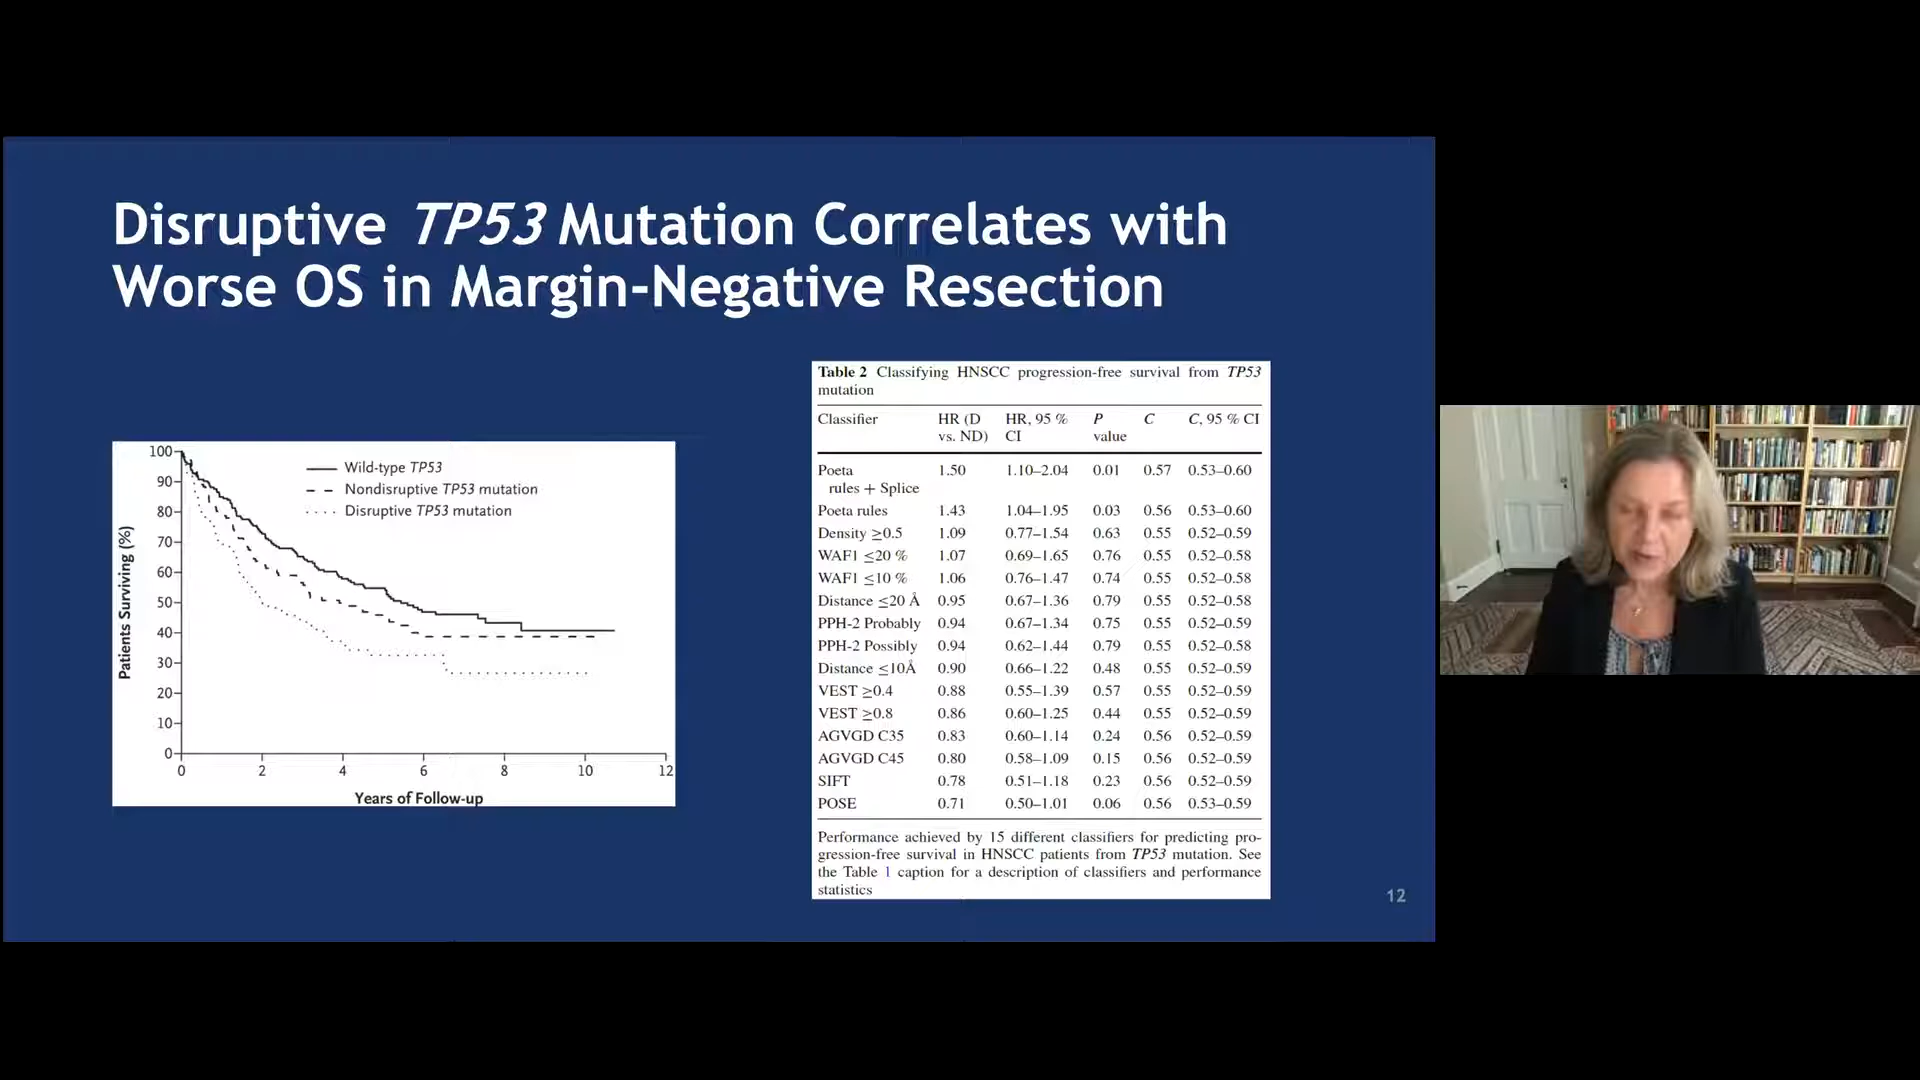 Disruptive TP53 Mutation Correlates with
Worse OS in Margin-Negative Resection
100
90
80
70
60
50
40
30
20
10
0
Patients Surviving (%)
Wild-type TP53
Nondisruptive TP53 mutation
Disruptive TP53 mutation
0 2 4 6 8 10 12
Years of Follow-up
Table 2 Classifying HNSCC progression-free survival from TP53
mutation
Classifier HR (D HR, 95 % P C C, 95 % CI
vs. ND) CI value
Poeta 1.50 1.10–2.04 0.01 0.57 0.53–0.60
rules + Splice
Poeta rules 1.43 1.04–1.95 0.03 0.56 0.53–0.60
Density ≥0.5 1.09 0.77–1.54 0.63 0.55 0.52–0.59
WAF1 ≤20 % 1.07 0.69–1.65 0.76 0.55 0.52–0.58
WAF1 ≤10 % 1.06 0.76–1.47 0.74 0.55 0.52–0.58
Distance ≤20 Å 0.95 0.67–1.36 0.79 0.55 0.52–0.58
PPH-2 Probably 0.94 0.67–1.34 0.75 0.55 0.52–0.59
PPH-2 Possibly 0.94 0.62–1.44 0.79 0.55 0.52–0.58
Distance ≤10Å 0.90 0.66–1.22 0.48 0.55 0.52–0.59
VEST ≥0.4 0.88 0.55–1.39 0.57 0.55 0.52–0.59
VEST ≥0.8 0.86 0.60–1.25 0.44 0.55 0.52–0.59
AGVGD C35 0.83 0.60–1.14 0.24 0.56 0.52–0.59
AGVGD C45 0.80 0.58–1.09 0.15 0.56 0.52–0.59
SIFT 0.78 0.51–1.18 0.23 0.56 0.52–0.59
POSE 0.71 0.50–1.01 0.06 0.56 0.53–0.59
Performance achieved by 15 different classifiers for predicting pro-
gression-free survival in HNSCC patients from TP53 mutation. See
the Table 1 caption for a description of classifiers and performance
statistics
12